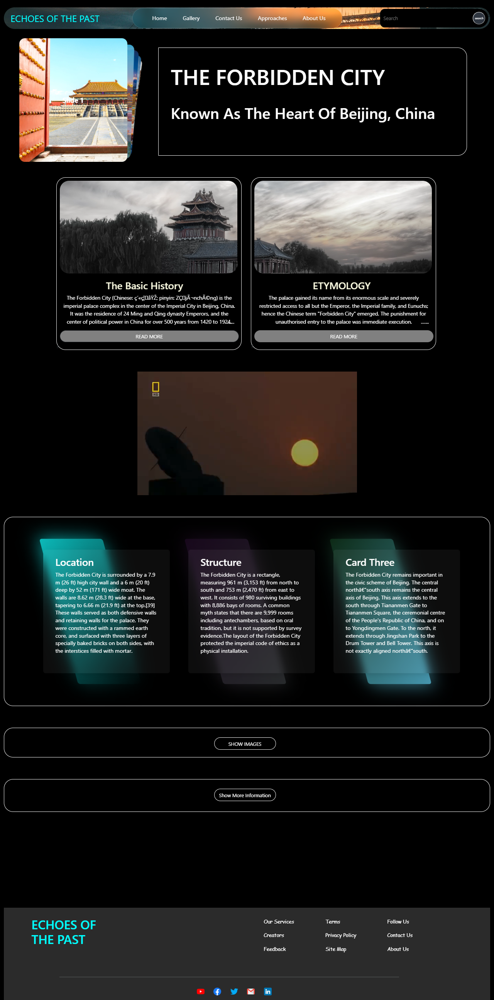 ECHOES OF THE PAST
Home Gallery Contact Us Approaches About Us
Search
search
Slide 1
THE FORBIDDEN CITY
Known As The Heart Of Beijing, China
The Basic History
The Forbidden City (Chinese: ç´«ç¦åŸŽ; pinyin: ZÇjÃ¬nchÃ©ng) is the
imperial palace complex in the center of the Imperial City in Beijing, China.
It was the residence of 24 Ming and Qing dynasty Emperors, and the
center of political power in China for over 500 years from 1420 to 1924....
READ MORE
ETYMOLOGY
The palace gained its name from its enormous scale and severely
restricted access to all but the Emperor, the Imperial family, and Eunuchs;
hence the Chinese term "Forbidden City" emerged. The punishment for
unauthorised entry to the palace was immediate execution. .......
READ MORE
HD
Location
The Forbidden City is surrounded by a 7.9
m (26 ft) high city wall and a 6 m (20 ft)
deep by 52 m (171 ft) wide moat. The
walls are 8.62 m (28.3 ft) wide at the base,
tapering to 6.66 m (21.9 ft) at the top.[39]
These walls served as both defensive walls
and retaining walls for the palace. They
were constructed with a rammed earth
core, and surfaced with three layers of
specially baked bricks on both sides, with
the interstices filled with mortar.
Structure
The Forbidden City is a rectangle,
measuring 961 m (3,153 ft) from north to
south and 753 m (2,470 ft) from east to
west. It consists of 980 surviving buildings
with 8,886 bays of rooms. A common
myth states that there are 9,999 rooms
including antechambers, based on oral
tradition, but it is not supported by survey
evidence.The layout of the Forbidden City
protected the imperial code of ethics as a
physical installation.
Card Three
The Forbidden City remains important in
the civic scheme of Beijing. The central
northâ€“south axis remains the central
axis of Beijing. This axis extends to the
south through Tiananmen Gate to
Tiananmen Square, the ceremonial centre
of the People's Republic of China, and on
to Yongdingmen Gate. To the north, it
extends through Jingshan Park to the
Drum Tower and Bell Tower. This axis is
not exactly aligned northâ€“south.
SHOW IMAGES
Show More Information
ECHOES OF
THE PAST
Our Services Terms Follow Us
Creators Privacy Policy Contact Us
Feedback Site Map About Us
in